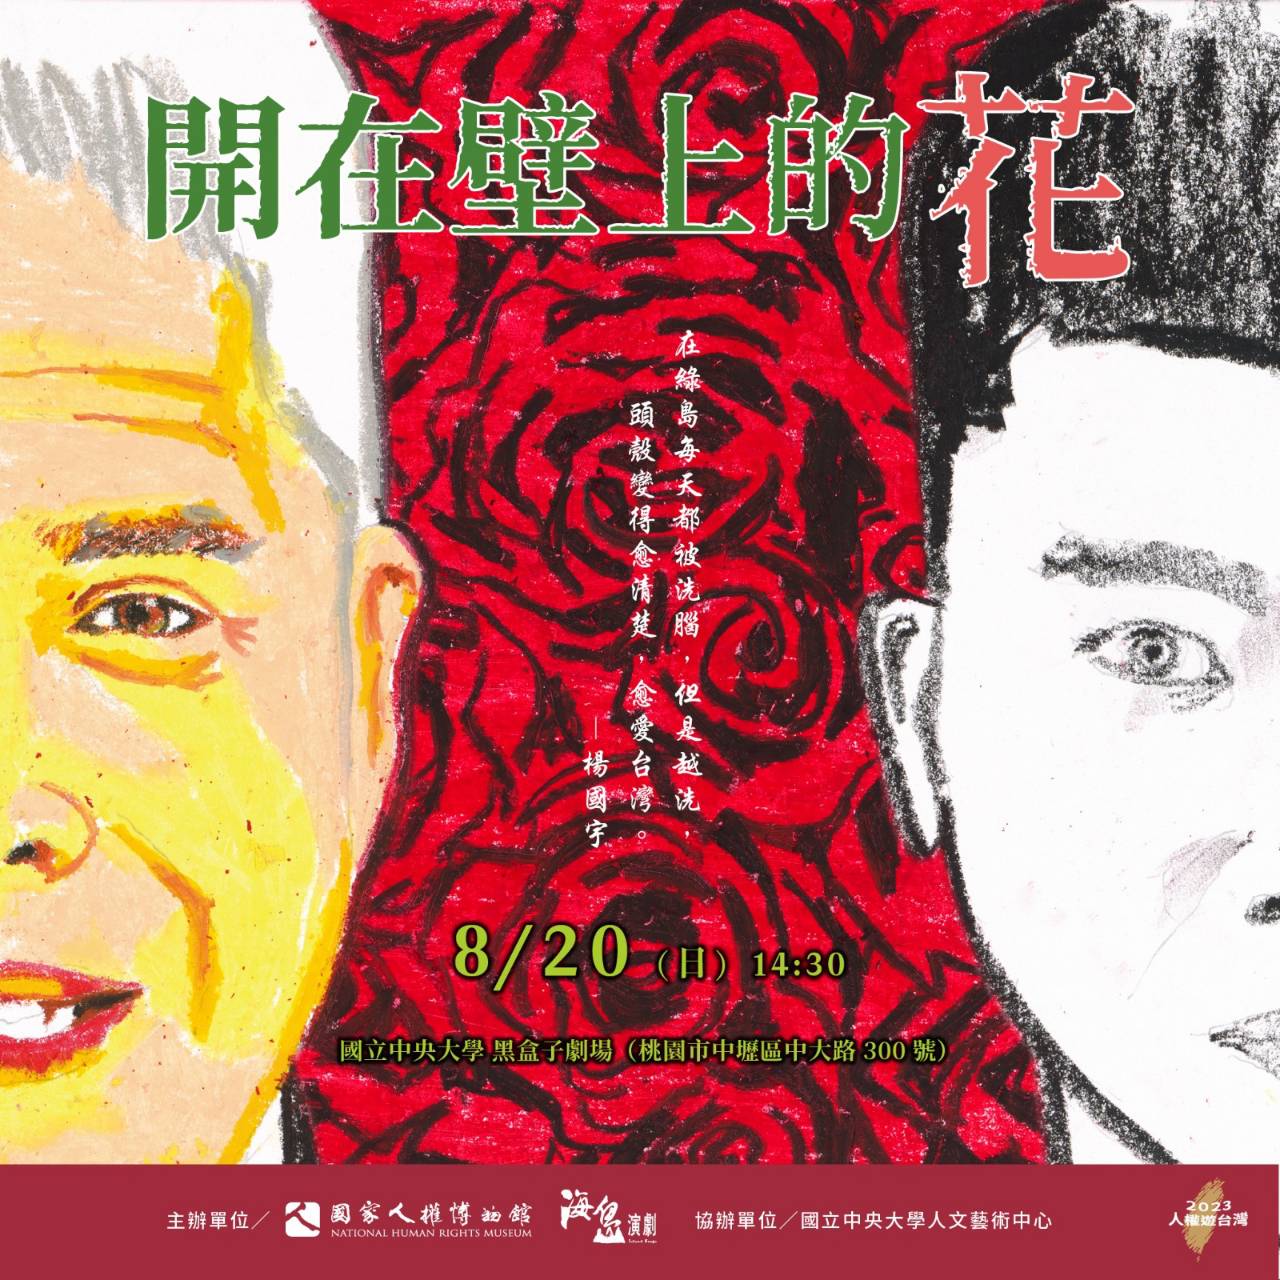 開在壁上的花
在綠島每天都被洗腦，但是越洗，
頭殼變得愈清楚，愈愛台灣。
—楊國宇
8/20（日）14:30
國立中央大學 黑盒子劇場（桃園市中壢區中大路 300 號）
主辦單位／
國家人權博物館
NATIONAL HUMAN RIGHTS MUSEUM
演劇
協辦單位／國立中央大學人文藝術中心
2023
人權遊台灣